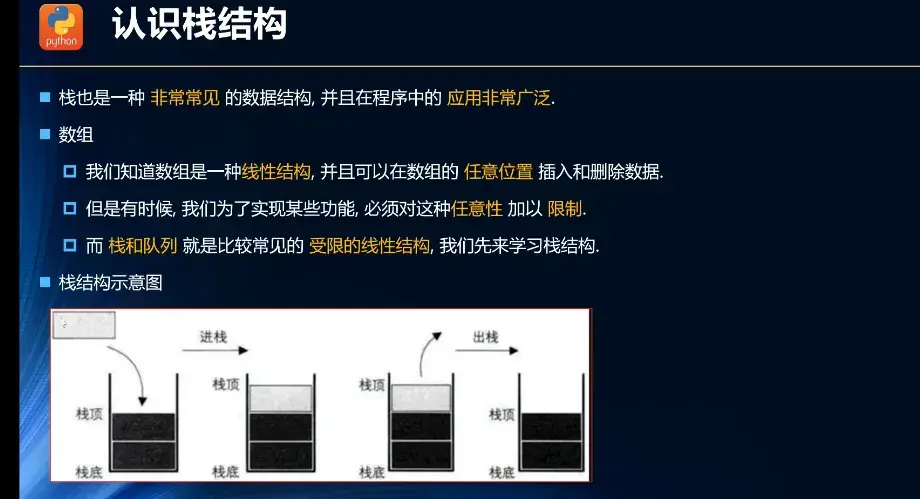 python
认识栈结构
栈也是一种 非常常见 的数据结构, 并且在程序中的 应用非常广泛.
数组
我们知道数组是一种线性结构, 并且可以在数组的 任意位置 插入和删除数据.
但是有时候, 我们为了实现某些功能, 必须对这种任意性 加以 限制.
而 栈和队列 就是比较常见的 受限的线性结构, 我们先来学习栈结构.
栈结构示意图
进栈
出栈
栈顶
栈顶
栈顶
栈顶
栈底
栈底
栈底
栈底